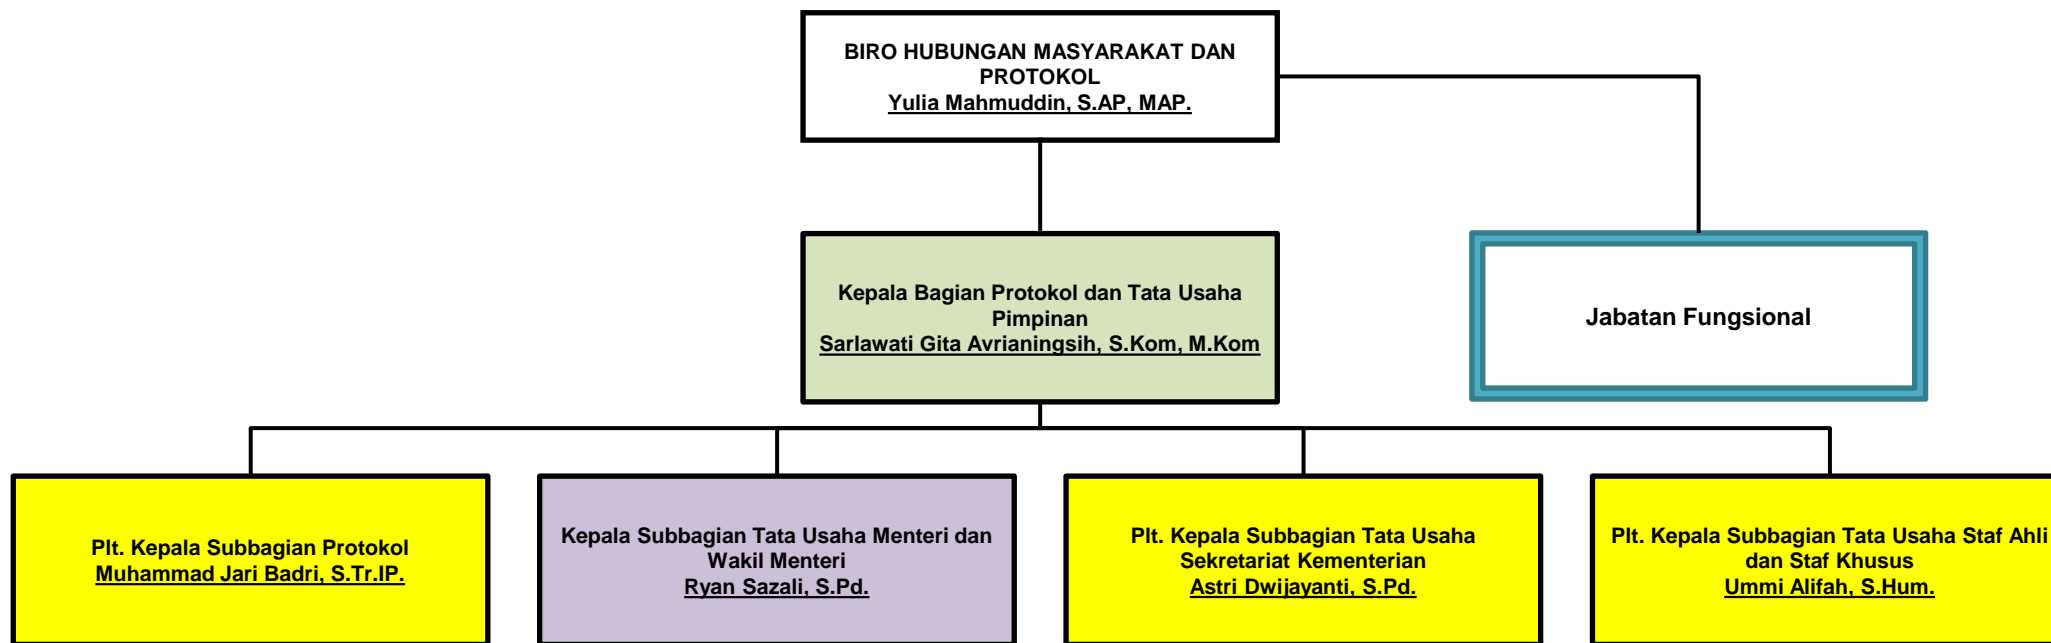 BIRO HUBUNGAN MASYARAKAT DAN
PROTOKOL
Yulia Mahmuddin, S.AP, MAP.
Kepala Bagian Protokol dan Tata Usaha
Pimpinan
Sarlawati Gita Avrianingsih, S.Kom, M.Kom
Jabatan Fungsional
Plt. Kepala Subbagian Protokol
Muhammad Jari Badri, S.Tr.IP.
Kepala Subbagian Tata Usaha Menteri dan
Wakil Menteri
Ryan Sazali, S.Pd.
Plt. Kepala Subbagian Tata Usaha
Sekretariat Kementerian
Astri Dwijayanti, S.Pd.
Plt. Kepala Subbagian Tata Usaha Staf Ahli
dan Staf Khusus
Ummi Alifah, S.Hum.